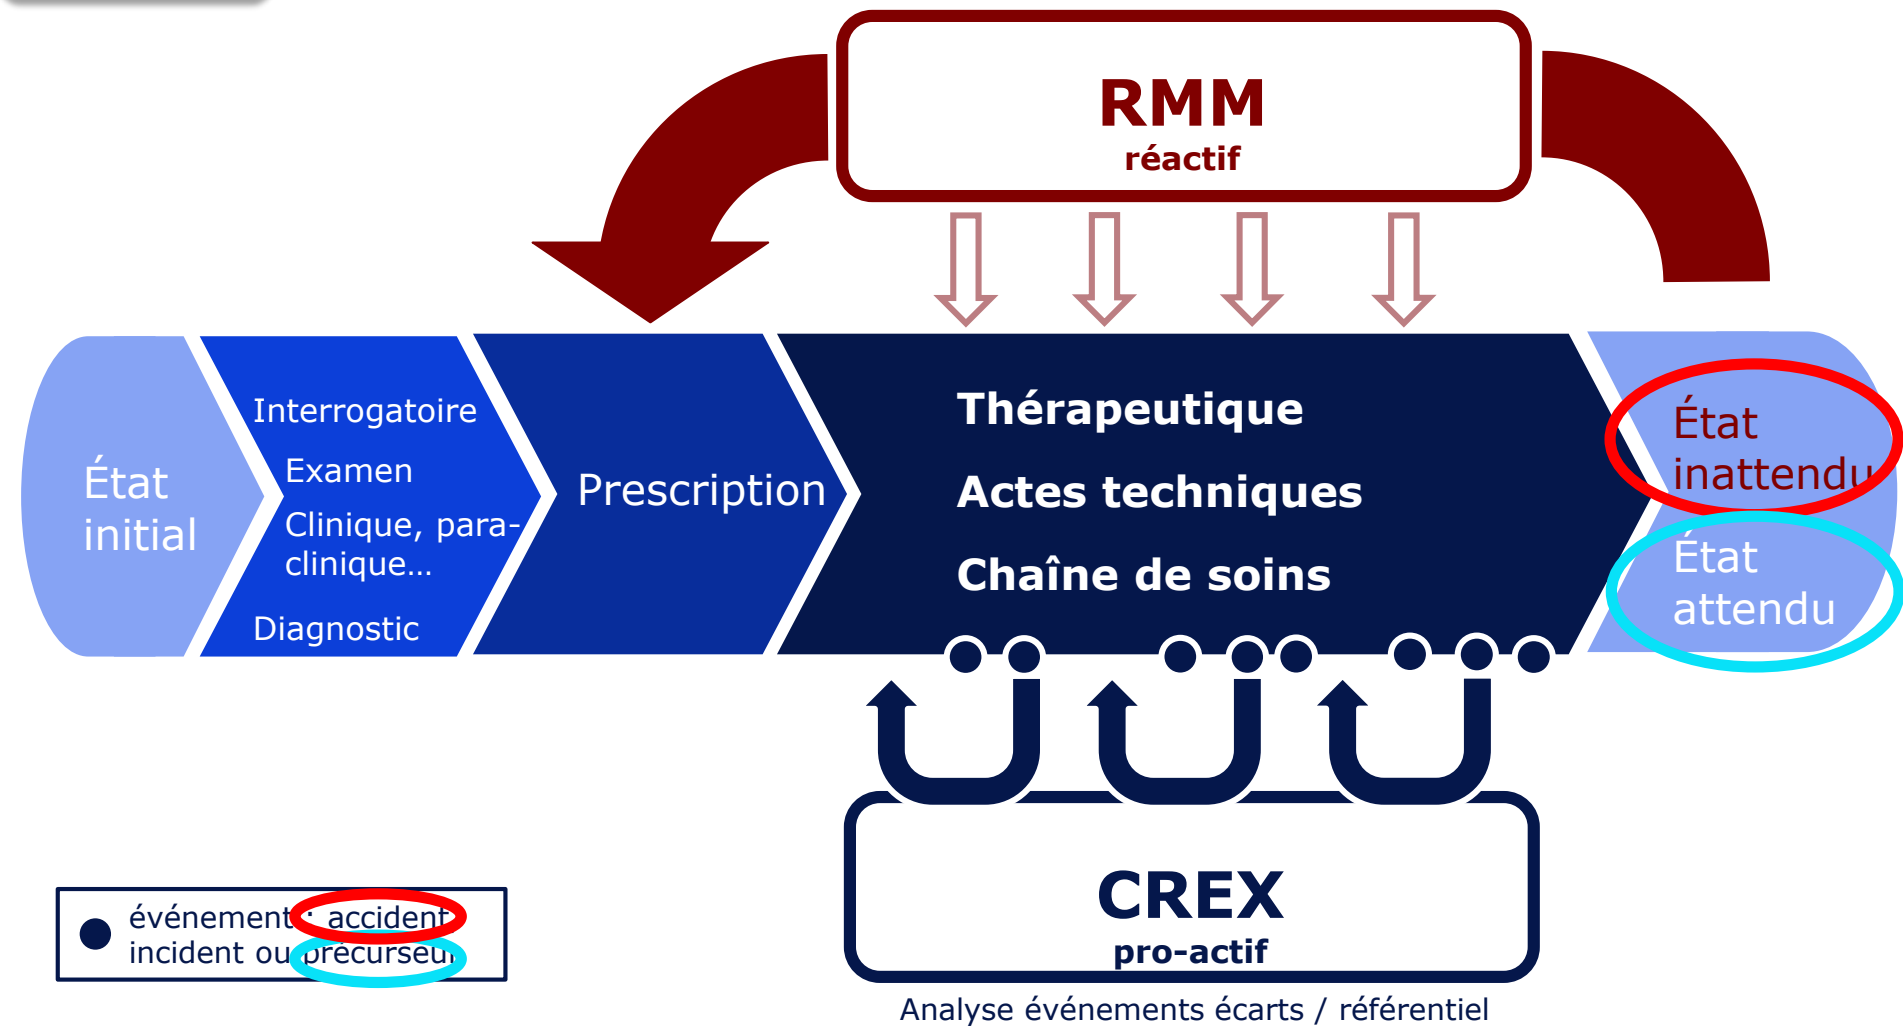 RMM
réactif
État
initial
Interrogatoire
Examen
Clinique, para-
clinique…
Diagnostic
Prescription
Thérapeutique
Actes techniques
Chaîne de soins
État
inattendu
État
attendu
événement : accident
incident ou précurseur
CREX
pro-actif
Analyse événements écarts / référentiel